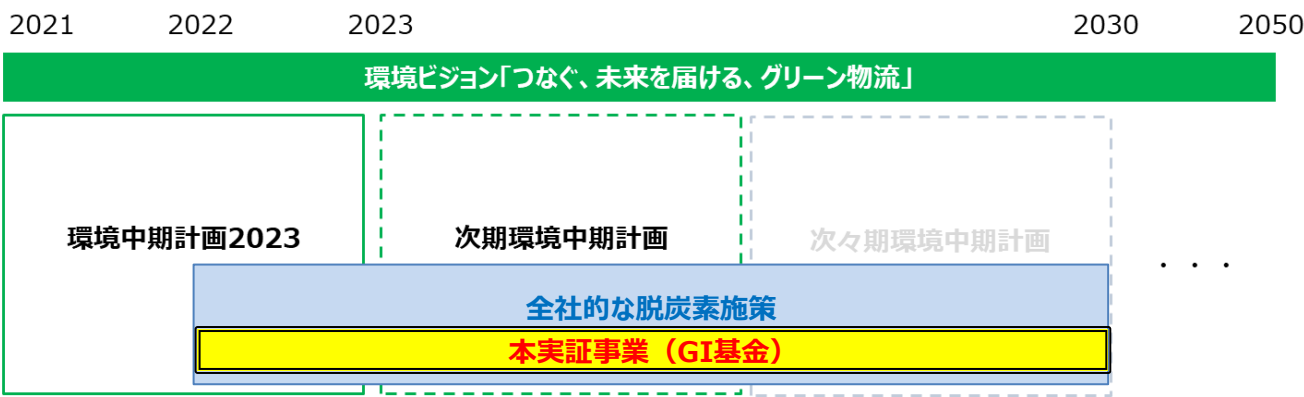 2021 2022 2023 2030 2050
環境ビジョン「つなぐ、未来を届ける、グリーン物流」
環境中期計画2023 次期環境中期計画 次々期環境中期計画
・・・
全社的な脱炭素施策
本実証事業（GI基金）